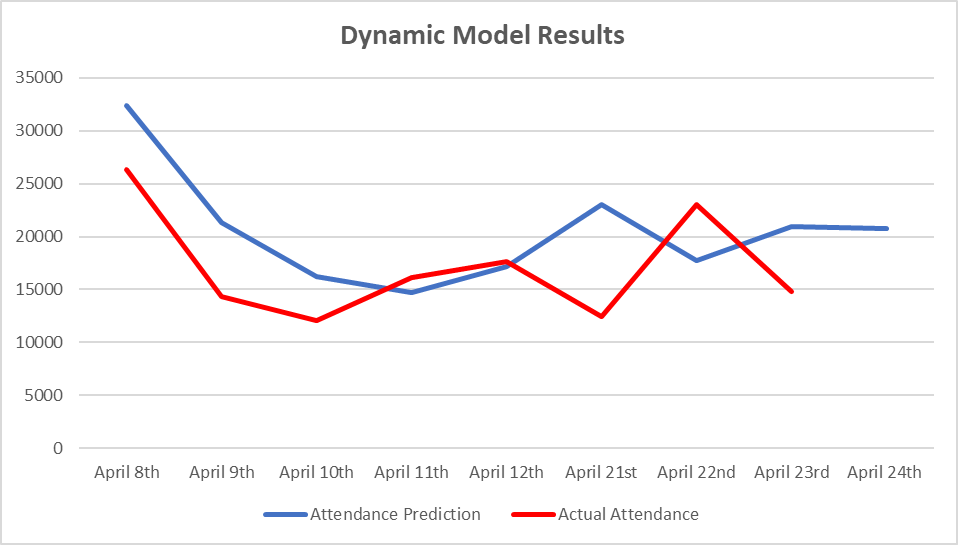 Dynamic Model Results
35000
30000
25000
20000
15000
10000
5000
0
April 8th April 9th April 10th April 11th April 12th April 21st April 22nd April 23rd April 24th
Attendance Prediction Actual Attendance